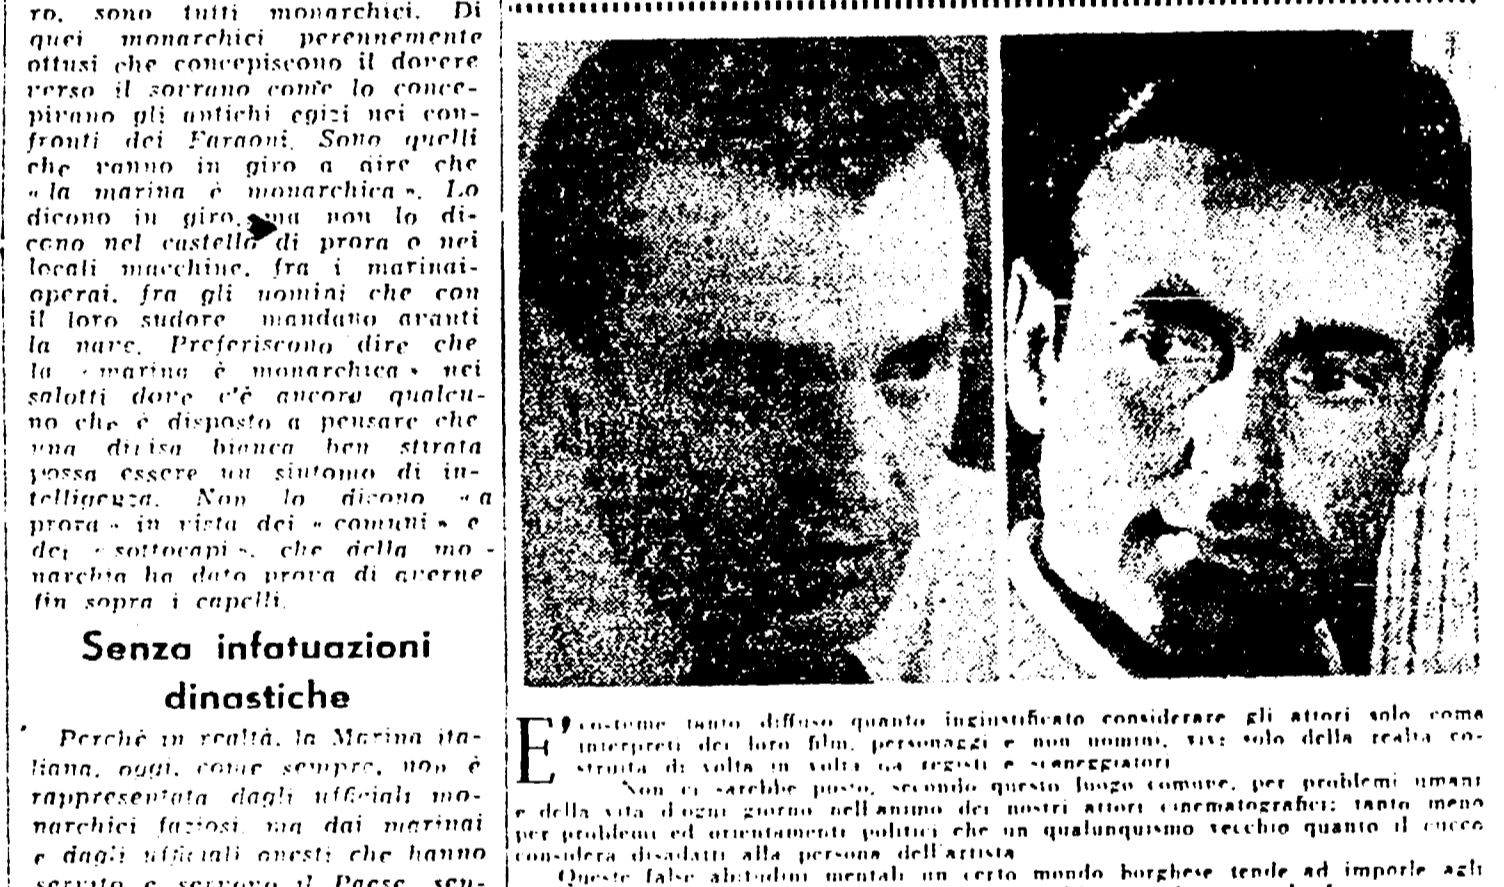 ro, sono tutti monarchici. Di
quei monarchici perennemente
ottusi che concepiscono il dovere
verso il sovrano come lo conce-
pivano gli antichi egizi nei con-
fronti dei Faraoni. Sono quelli
che vanno in giro a dire che
«la marina è monarchica». Lo
dicono in giro, ma non lo di-
cono nel castello di prora o nei
locali macchine, fra i marinai-
operai, fra gli uomini che con
il loro sudore mandano avanti
la nave. Preferiscono dire che
la «marina è monarchica» nei
salotti dove c'è ancora qualcu-
no che è disposto a pensare che
una divisa bianca ben stirata
possa essere un sintomo di in-
telligenza. Non lo dicono «a
prora» in vista dei «comuni» e
dei «sottocapi», che della mo-
narchia ha dato prova di averne
fin sopra i capelli.
Senza infatuazioni
dinastiche
Perchè in realtà, la Marina ita-
liana, oggi, come sempre, non è
rappresentata dagli ufficiali mo-
narchici faziosi, ma dai marinai
e dagli ufficiali onesti che hanno
servito e servono il Paese, sen-
E' costume tanto diffuso quanto ingiustificato considerare gli attori solo come
interpreti dei loro film, personaggi e non uomini, vivi solo della realtà co-
struita di volta in volta da registi e sceneggiatori
Non ci sarebbe posto, secondo questo luogo comune, per problemi umani
e della vita d'ogni giorno nell'animo dei nostri attori cinematografici; tanto meno
per problemi ed orientamenti politici che un qualunquismo vecchio quanto il cucco
considera disadatti alla persona dell'artista
Queste false abitudini mentali un certo mondo borghese tende ad imporle agli